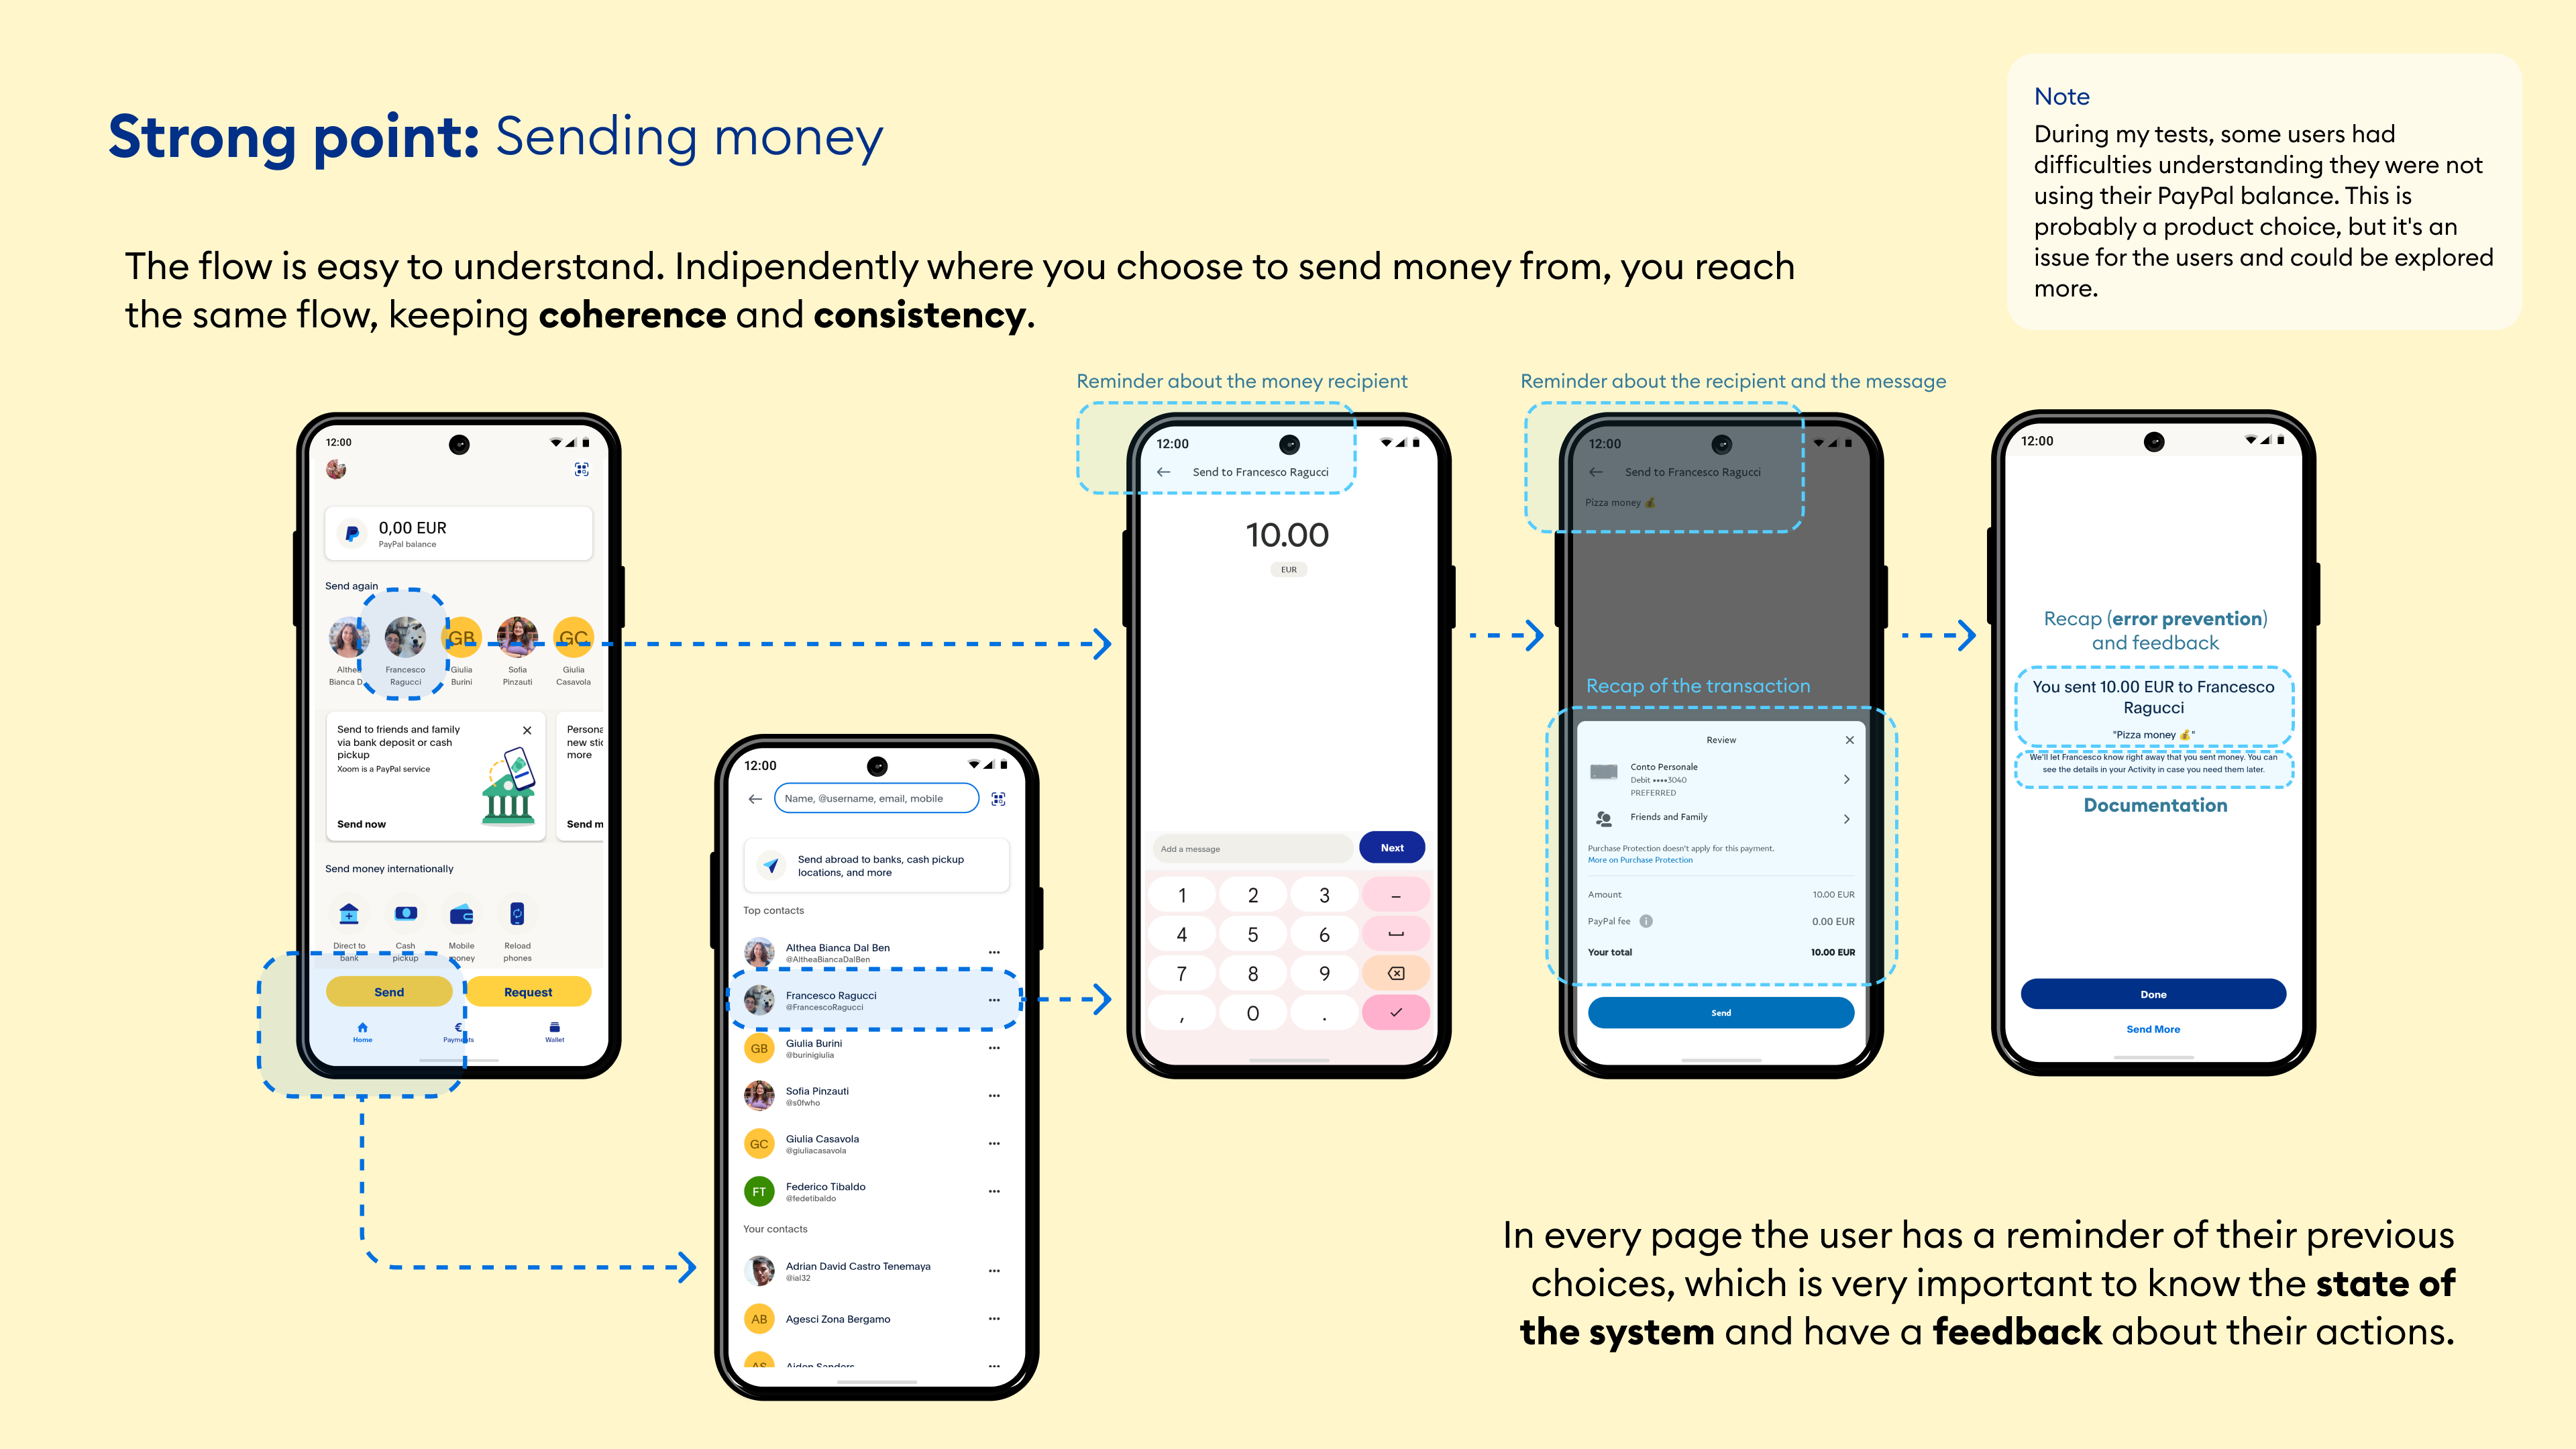 Strong point: Sending money
Note
During my tests, some users had
difficulties understanding they were not
using their PayPal balance. This is
probably a product choice, but it's an
issue for the users and could be explored
more.
The flow is easy to understand. Indipendently where you choose to send money from, you reach
the same flow, keeping coherence and consistency.
12:00
0,00 EUR
PayPal balance
Send again
GB
GC
Althea
Bianca D.
Francesco
Ragucci
Giulia
Burini
Sofia
Pinzauti
Giulia
Casavola
Send to friends and family
via bank deposit or cash
pickup
Xoom is a PayPal service
Send now
Persona
new stic
more
Send m
Send money internationally
Direct to
bank
Cash
pickup
Mobile
money
Reload
phones
Send
Request
Home
Payments
Wallet
12:00
Name, @username, email, mobile
Send abroad to banks, cash pickup
locations, and more
Top contacts
Althea Bianca Dal Ben
@AltheaBiancaDalBen
Francesco Ragucci
@FrancescoRagucci
GB
Giulia Burini
@burinigiulia
Sofia Pinzauti
@s0fwho
GC
Giulia Casavola
@giuliacasavola
FT
Federico Tibaldo
@fedetibaldo
Your contacts
Adrian David Castro Tenemaya
@ial32
AB
Agesci Zona Bergamo
AS
Aiden Sanders
Reminder about the money recipient
12:00
Send to Francesco Ragucci
10.00
EUR
Add a message
Next
1 2 3 –
4 5 6
7 8 9
, 0 .
Reminder about the recipient and the message
12:00
Send to Francesco Ragucci
Pizza money 💰
Recap of the transaction
Review
Conto Personale
Debit ••••3040
PREFERRED
Friends and Family
Purchase Protection doesn't apply for this payment.
More on Purchase Protection
Amount 10.00 EUR
PayPal fee 0.00 EUR
Your total 10.00 EUR
Send
12:00
Recap (error prevention)
and feedback
You sent 10.00 EUR to Francesco
Ragucci
"Pizza money 💰"
We'll let Francesco know right away that you sent money. You can
see the details in your Activity in case you need them later.
Documentation
Done
Send More
In every page the user has a reminder of their previous
choices, which is very important to know the state of
the system and have a feedback about their actions.